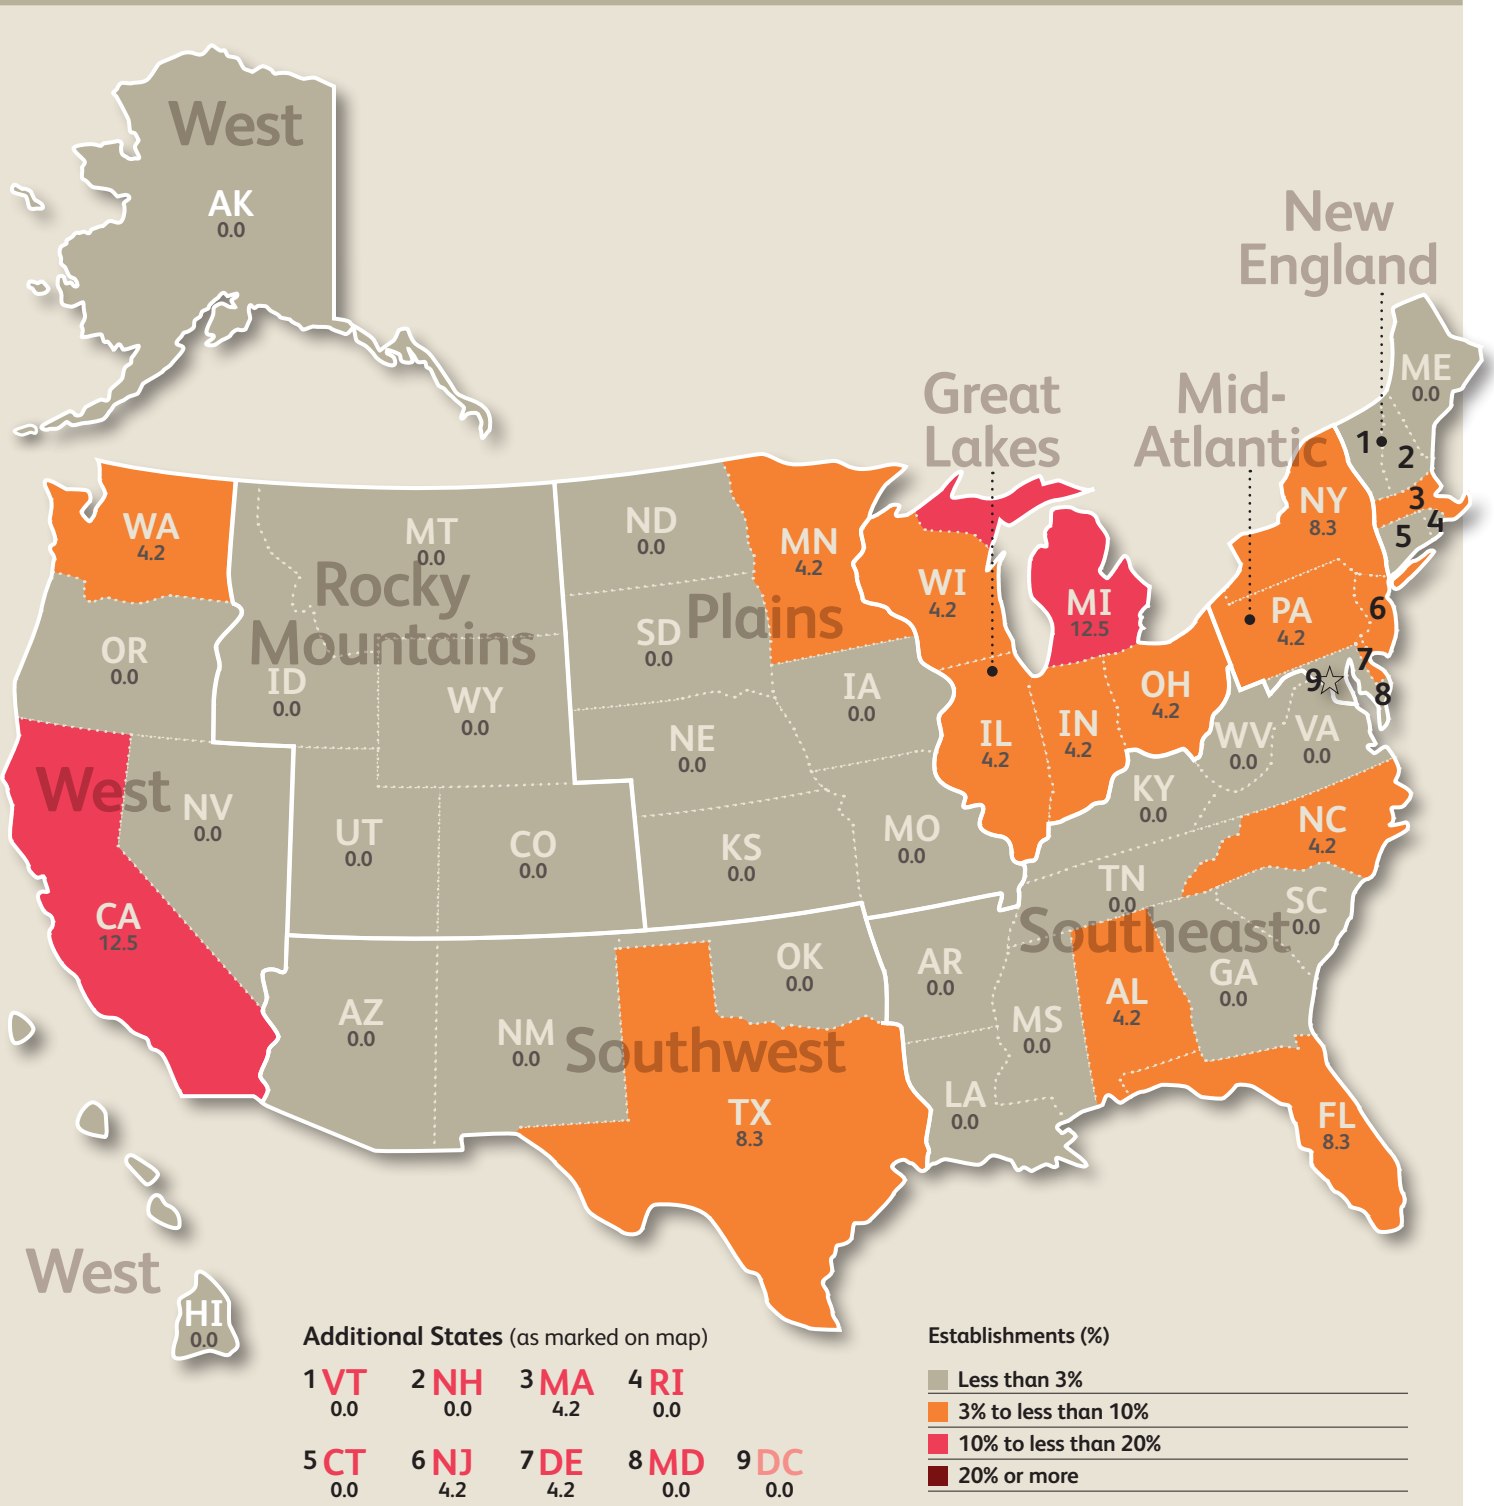 West
AK
0.0
New
England
ME
0.0
Great
Lakes
Mid-
Atlantic
1
2
WA
4.2
MT
0.0
ND
0.0
MN
4.2
WI
4.2
MI
12.5
NY
8.3
3
4
5
Rocky
Mountains
Plains
OR
0.0
ID
0.0
WY
0.0
SD
0.0
IA
0.0
PA
4.2
6
7
8
9
OH
4.2
IL
4.2
IN
4.2
NE
0.0
WV
0.0
VA
0.0
West
NV
0.0
UT
0.0
CO
0.0
KS
0.0
MO
0.0
KY
0.0
NC
4.2
TN
0.0
SC
0.0
CA
12.5
Southeast
AZ
0.0
NM
0.0
OK
0.0
AR
0.0
MS
0.0
AL
4.2
GA
0.0
Southwest
TX
8.3
LA
0.0
FL
8.3
West
HI
0.0
Additional States (as marked on map)
1 VT 2 NH 3 MA 4 RI
0.0 0.0 4.2 0.0
5 CT 6 NJ 7 DE 8 MD 9 DC
0.0 4.2 4.2 0.0 0.0
Establishments (%)
Less than 3%
3% to less than 10%
10% to less than 20%
20% or more